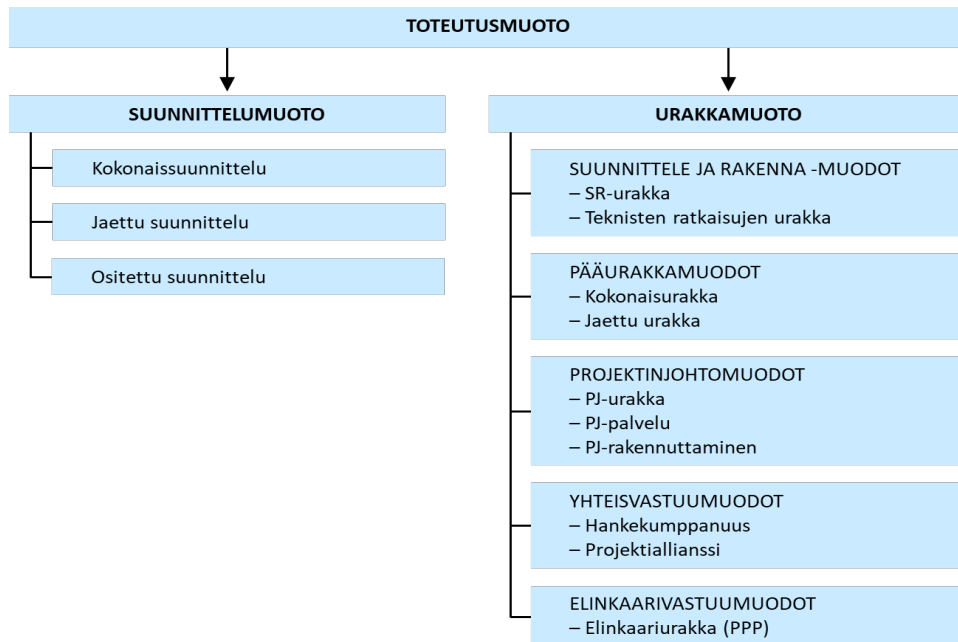 TOTEUTUSMUOTO
SUUNNITTELUMUOTO
Kokonaissuunnittelu
Jaettu suunnittelu
Ositettu suunnittelu
URAKKAMUOTO
SUUNNITTELE JA RAKENNA -MUODOT
– SR-urakka
– Teknisten ratkaisujen urakka
PÄÄURAKKAMUODOT
– Kokonaisurakka
– Jaettu urakka
PROJEKTINJOHTOMUODOT
– PJ-urakka
– PJ-palvelu
– PJ-rakennuttaminen
YHTEISVASTUUMUODOT
– Hankekumppanuus
– Projektiallianssi
ELINKAARIVASTUUMUODOT
– Elinkaariurakka (PPP)